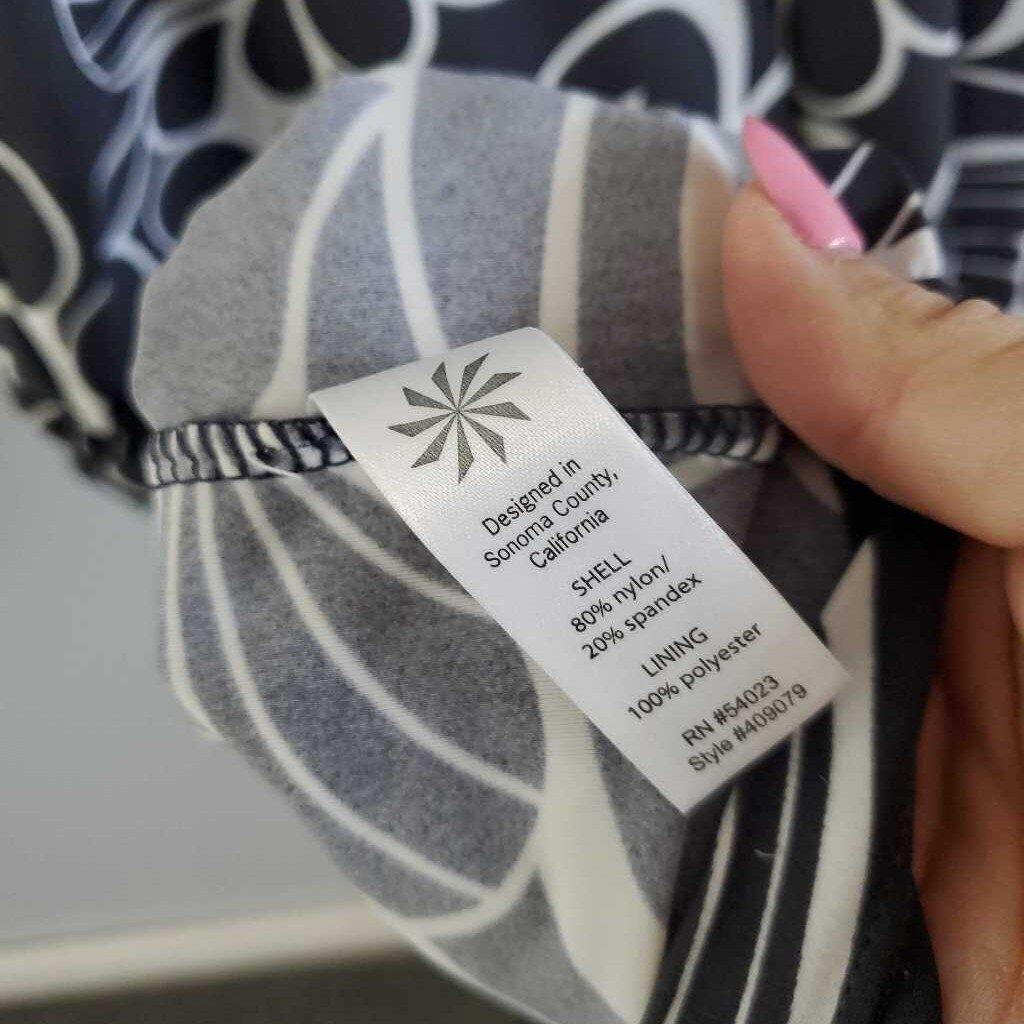 Designed in
Sonoma County,
California
SHELL
80% nylon/
20% spandex
LINING
100% polyester
RN #54023
Style #409079